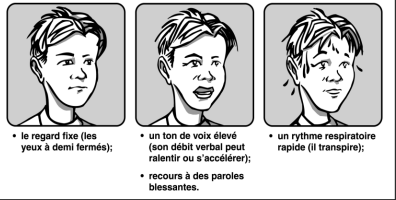 • le regard fixe (les
yeux à demi fermés);
• un ton de voix élevé
(son débit verbal peut
ralentir ou s'accélérer);
• recours à des paroles
blessantes.
• un rythme respiratoire
rapide (il transpire);